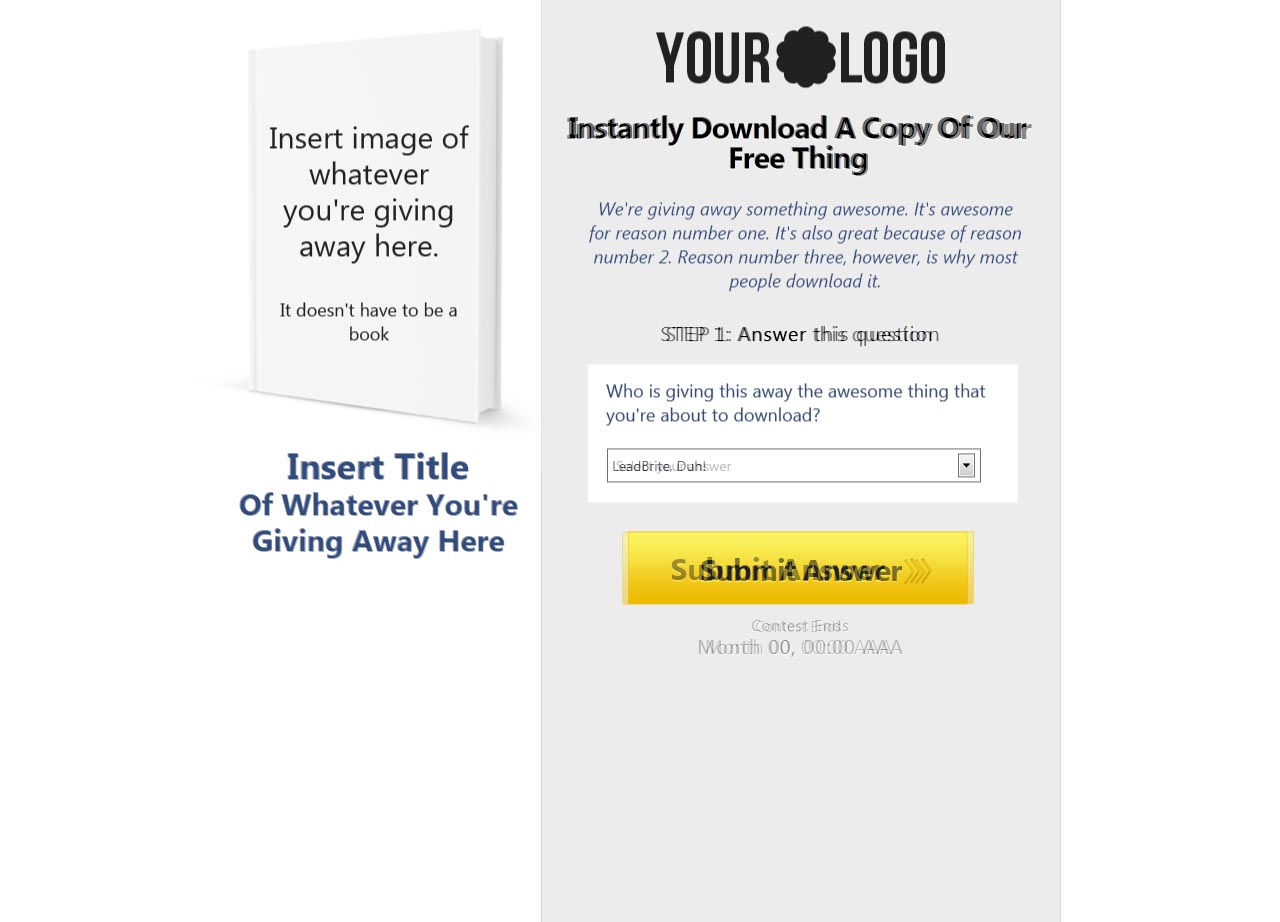 Insert image of
whatever
you're giving
away here.
It doesn't have to be a
book
Insert Title
Of Whatever You're
Giving Away Here
YOUR LOGO
Instantly Download A Copy Of Our
Free Thing
We're giving away something awesome. It's awesome
for reason number one. It's also great because of reason
number 2. Reason number three, however, is why most
people download it.
STEP 1: Answer this question
Who is giving this away the awesome thing that
you're about to download?
LeadBrite, Duh!
Submit Answer
Contest Ends
Month 00, 00:00 AAA